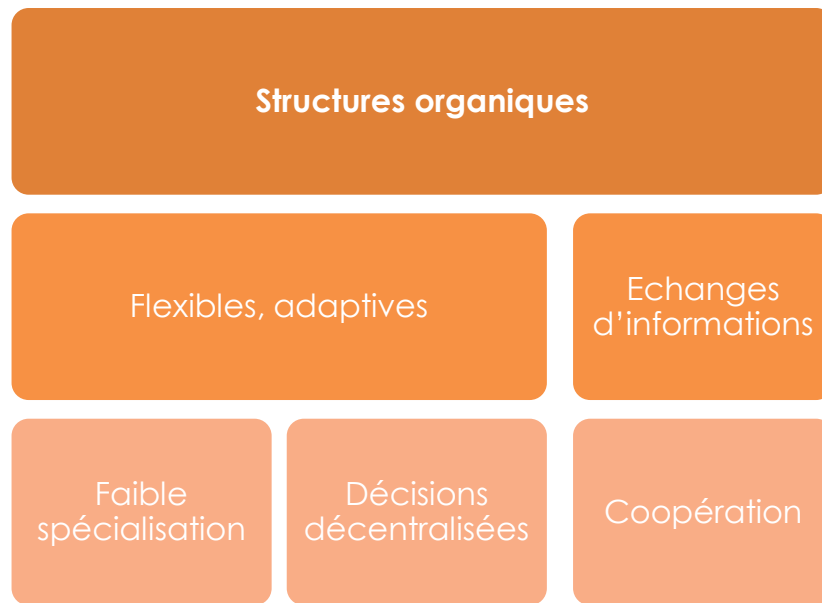 Structures organiques
Flexibles, adaptives
Echanges
d’informations
Faible
spécialisation
Décisions
décentralisées
Coopération